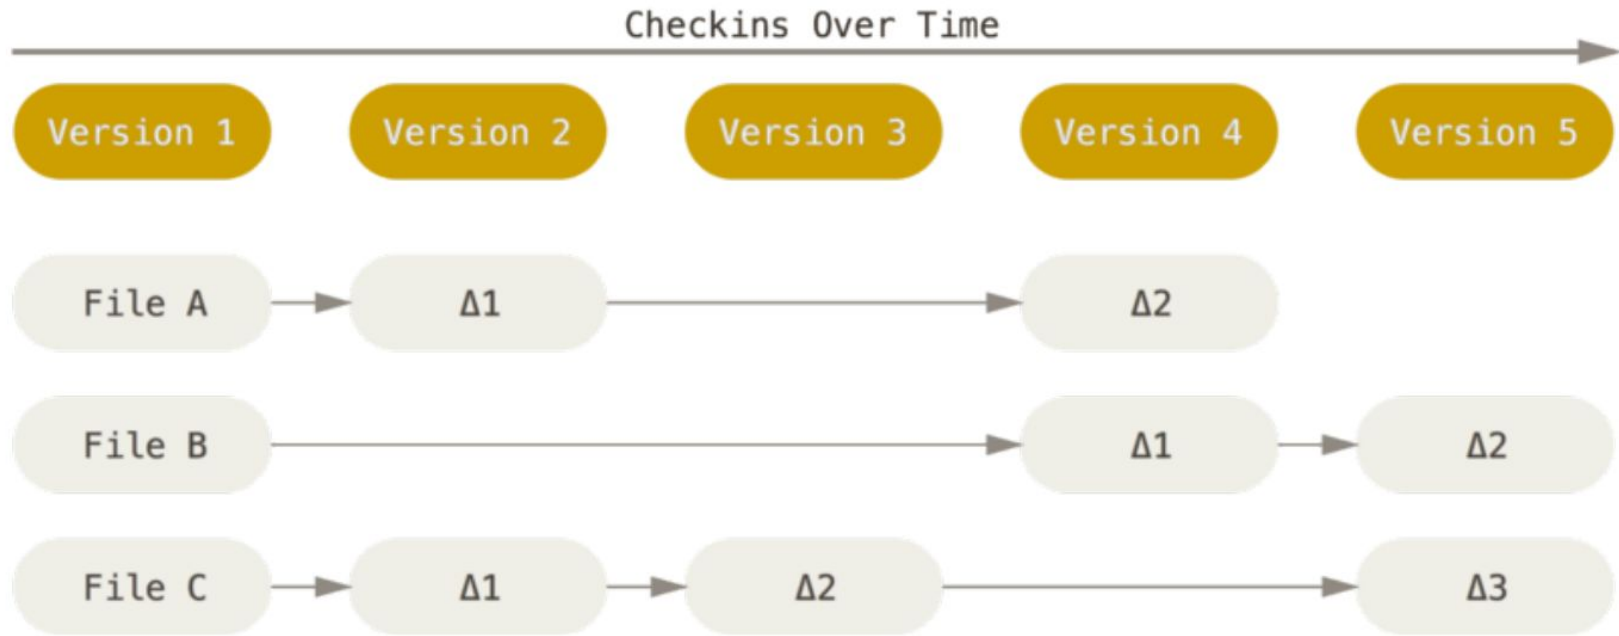 Checkins Over Time
Version 1 Version 2 Version 3 Version 4 Version 5
File A Δ1 Δ2
File B Δ1 Δ2
File C Δ1 Δ2 Δ3